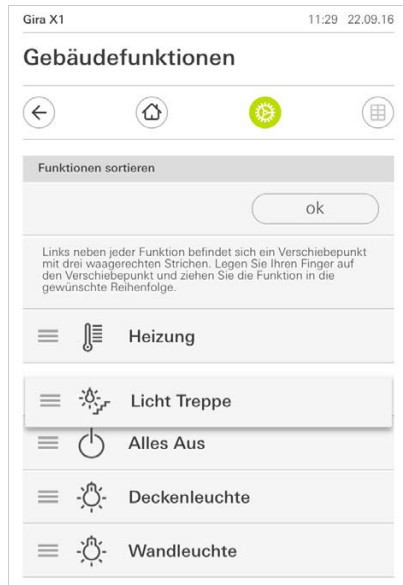 Gira X1 11:29 22.09.16
Gebäudefunktionen
Funktionen sortieren
ok
Links neben jeder Funktion befindet sich ein Verschiebepunkt
mit drei waagerechten Strichen. Legen Sie Ihren Finger auf
den Verschiebepunkt und ziehen Sie die Funktion in die
gewünschte Reihenfolge.
Heizung
Licht Treppe
Alles Aus
Deckenleuchte
Wandleuchte